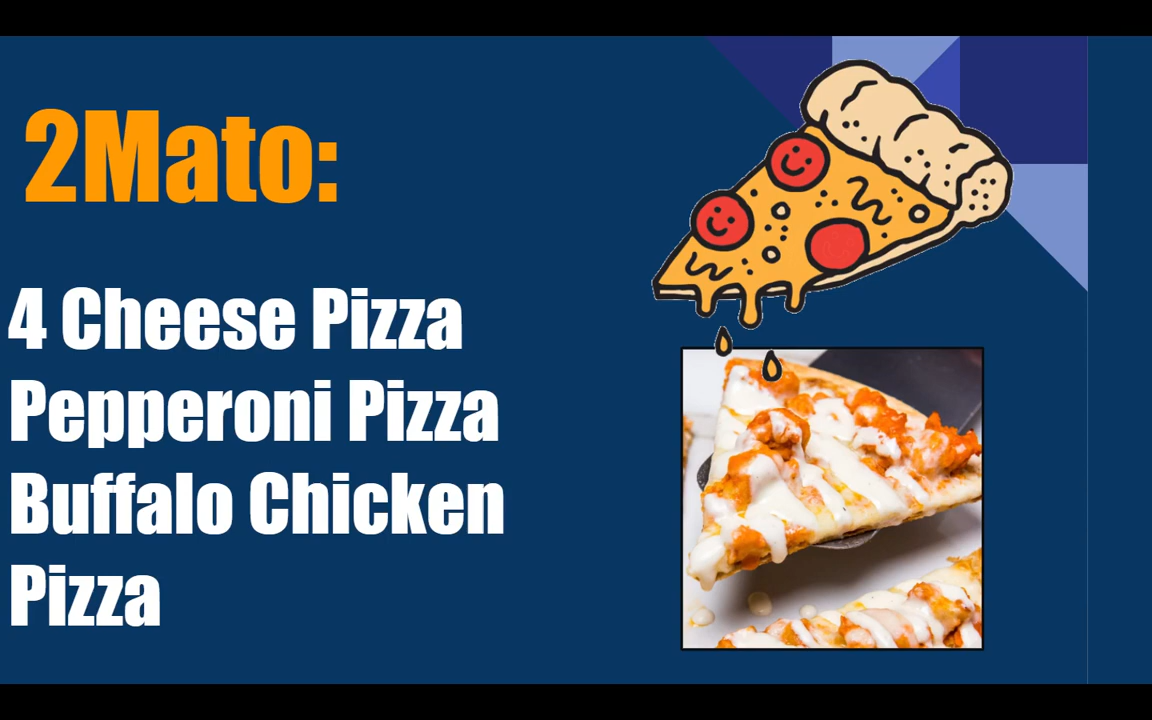 2Mato:
4 Cheese Pizza
Pepperoni Pizza
Buffalo Chicken
Pizza